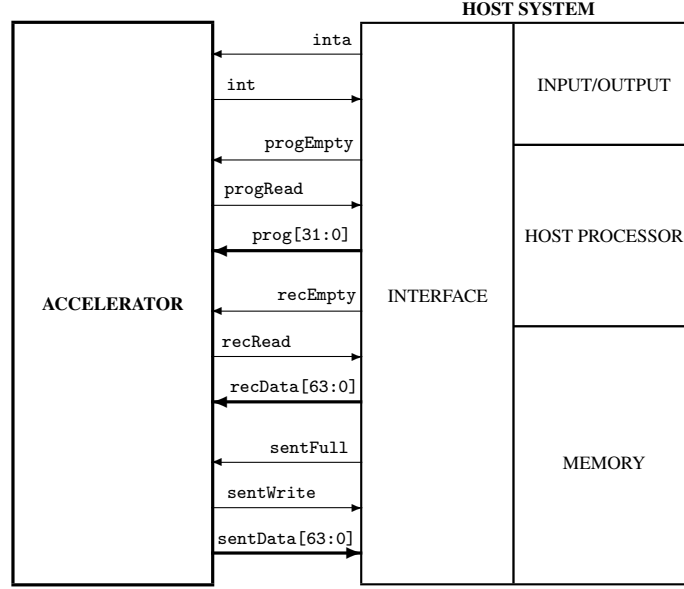 HOST SYSTEM
inta
int
INPUT/OUTPUT
progEmpty
progRead
prog[31:0]
HOST PROCESSOR
ACCELERATOR
recEmpty
INTERFACE
recRead
recData[63:0]
sentFull
MEMORY
sentWrite
sentData[63:0]